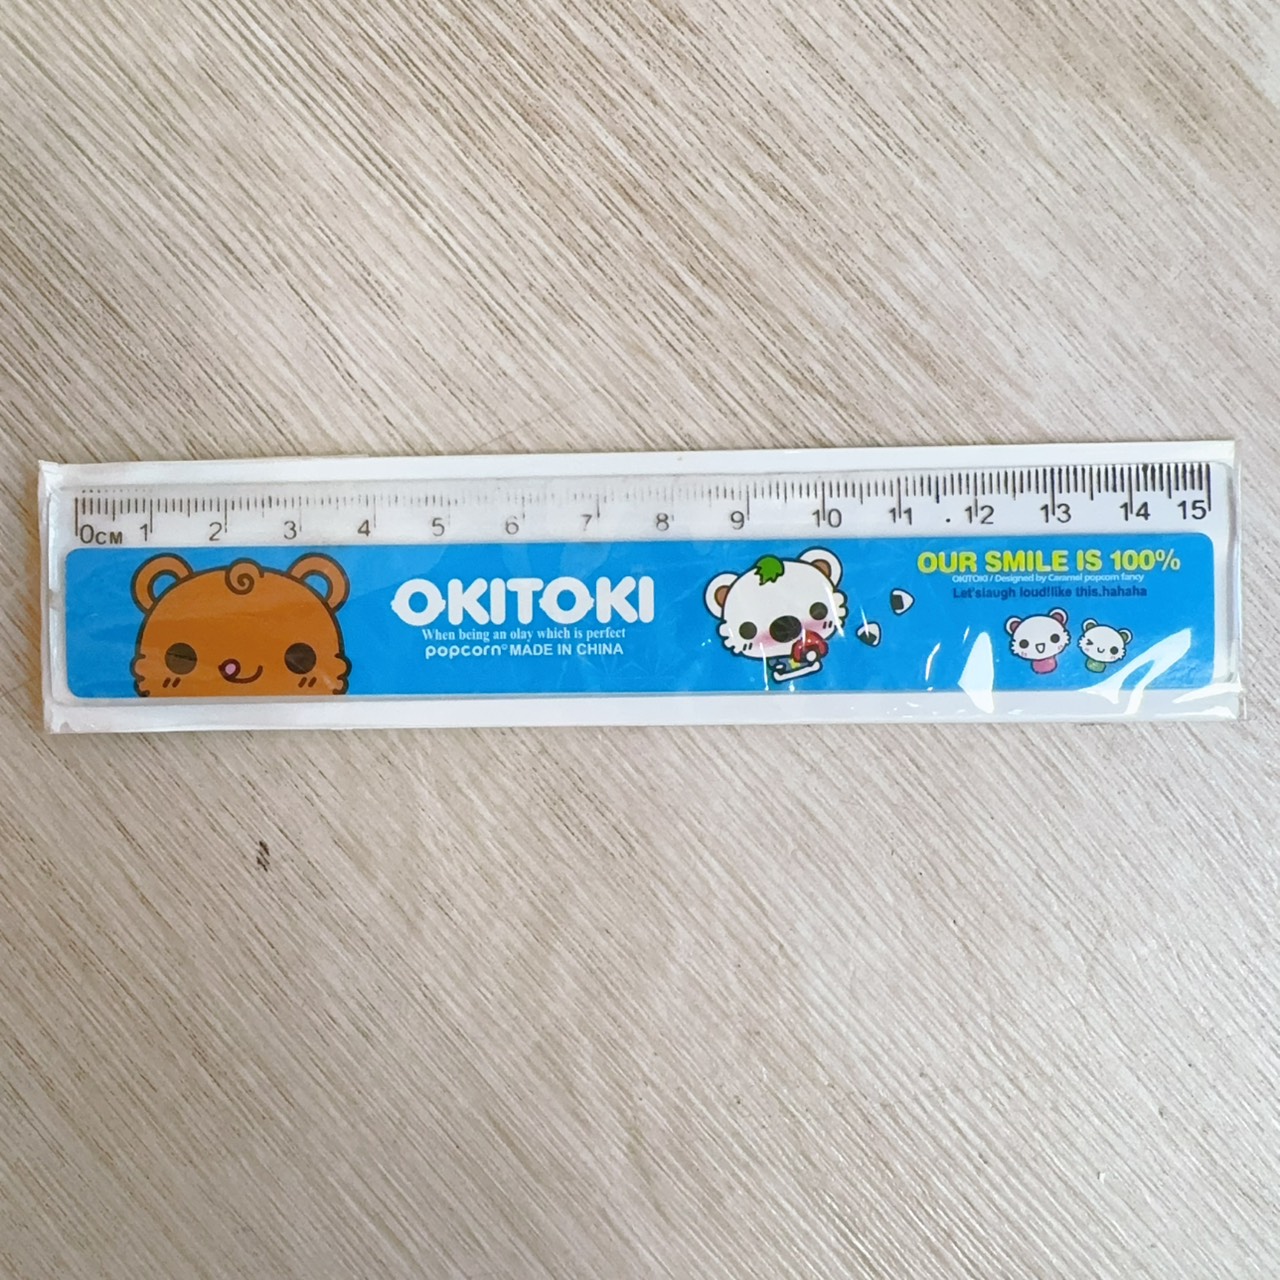 0CM 1 2 3 4 5 6 7 8 9 10 11 12 13 14 15
OKITOKI
When being an olay which is perfect
popcorn© MADE IN CHINA
OUR SMILE IS 100%
OKITOKI / Designed by Caramel popcorn fancy
Let'slaugh loud!like this.hahaha